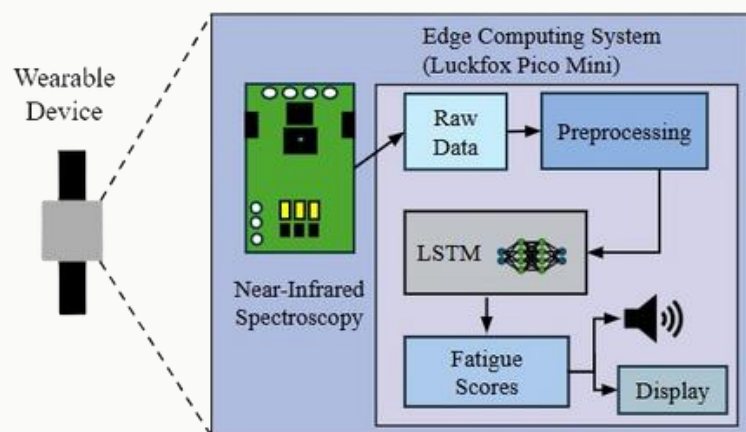 Wearable
Device
Edge Computing System
(Luckfox Pico Mini)
Raw
Data
Preprocessing
LSTM
Near-Infrared
Spectroscopy
Fatigue
Scores
Display